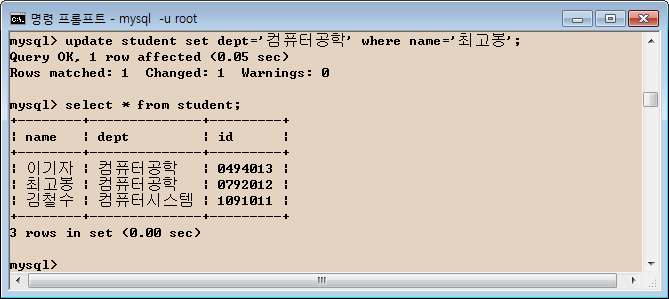 명령 프롬프트 - mysql  -u root
mysql> update student set dept='컴퓨터공학' where name='최고봉';
Query OK, 1 row affected (0.05 sec)
Rows matched: 1  Changed: 1  Warnings: 0
mysql> select * from student;
+--------+--------------+---------+
| name   | dept         | id      |
+--------+--------------+---------+
| 이기자 | 컴퓨터공학   | 0494013 |
| 최고봉 | 컴퓨터공학   | 0792012 |
| 김철수 | 컴퓨터시스템 | 1091011 |
+--------+--------------+---------+
3 rows in set (0.00 sec)
mysql>